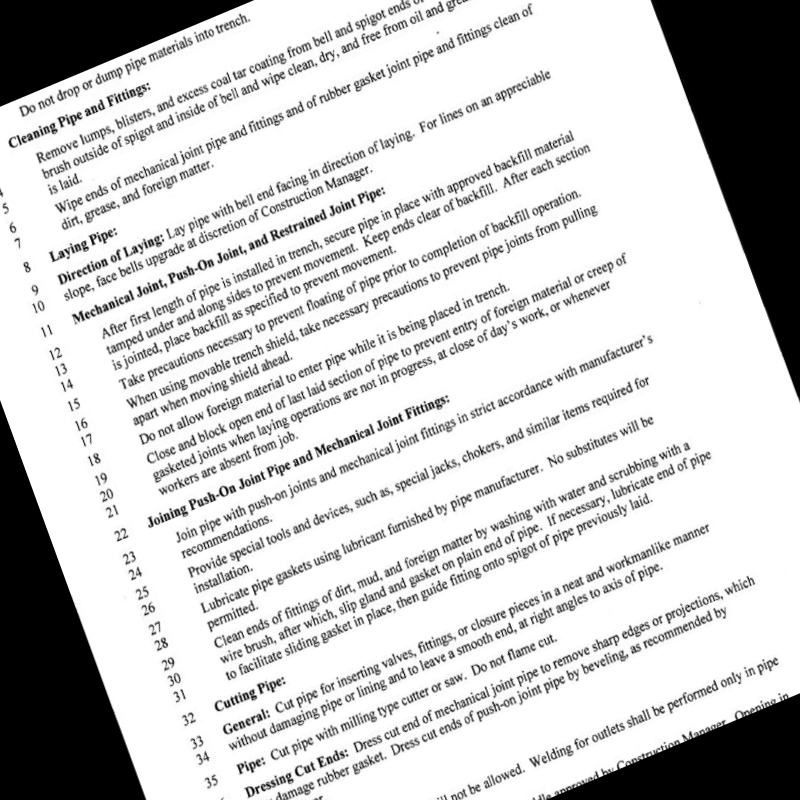 Do not drop or dump pipe materials into trench.
Cleaning Pipe and Fittings:
Remove lumps, blisters, and excess coal tar coating from bell and spigot ends of
brush outside of spigot and inside of bell and wipe clean, dry, and free from oil and
is laid.
4
Wipe ends of mechanical joint pipe and fittings and of rubber gasket joint pipe and fittings clean of
5
dirt, grease, and foreign matter.
6
7 Laying Pipe:
8 Direction of Laying: Lay pipe with bell end facing in direction of laying. For lines on an appreciable
9 slope, face bells upgrade at discretion of Construction Manager.
10 Mechanical Joint, Push-On Joint, and Restrained Joint Pipe:
11 After first length of pipe is installed in trench, secure pipe in place with approved backfill material
12 tamped under and along sides to prevent movement. Keep ends clear of backfill. After each section
13 is jointed, place backfill as specified to prevent movement.
14 Take precautions necessary to prevent floating of pipe prior to completion of backfill operation.
15 When using movable trench shield, take necessary precautions to prevent pipe joints from pulling
16 apart when moving shield ahead.
17 Do not allow foreign material to enter pipe while it is being placed in trench.
18 Close and block open end of last laid section of pipe to prevent entry of foreign material or creep of
19 gasketed joints when laying operations are not in progress, at close of day's work, or whenever
20 workers are absent from job.
21 Joining Push-On Joint Pipe and Mechanical Joint Fittings:
22 Join pipe with push-on joints and mechanical joint fittings in strict accordance with manufacturer's
23 recommendations.
24 Provide special tools and devices, such as, special jacks, chokers, and similar items required for
25 installation.
26 Lubricate pipe gaskets using lubricant furnished by pipe manufacturer. No substitutes will be
27 permitted.
28 Clean ends of fittings of dirt, mud, and foreign matter by washing with water and scrubbing with a
29 wire brush, after which, slip gland and gasket on plain end of pipe. If necessary, lubricate end of pipe
30 to facilitate sliding gasket in place, then guide fitting onto spigot of pipe previously laid.
31 Cutting Pipe:
32 General: Cut pipe for inserting valves, fittings, or closure pieces in a neat and workmanlike manner
33 without damaging pipe or lining and to leave a smooth end, at right angles to axis of pipe.
34 Pipe: Cut pipe with milling type cutter or saw. Do not flame cut.
35 Dressing Cut Ends: Dress cut end of mechanical joint pipe to remove sharp edges or projections, which
damage rubber gasket. Dress cut ends of push-on joint pipe by beveling, as recommended by
not be allowed. Welding for outlets shall be performed only in pipe
approved by Construction Manager. Opening in